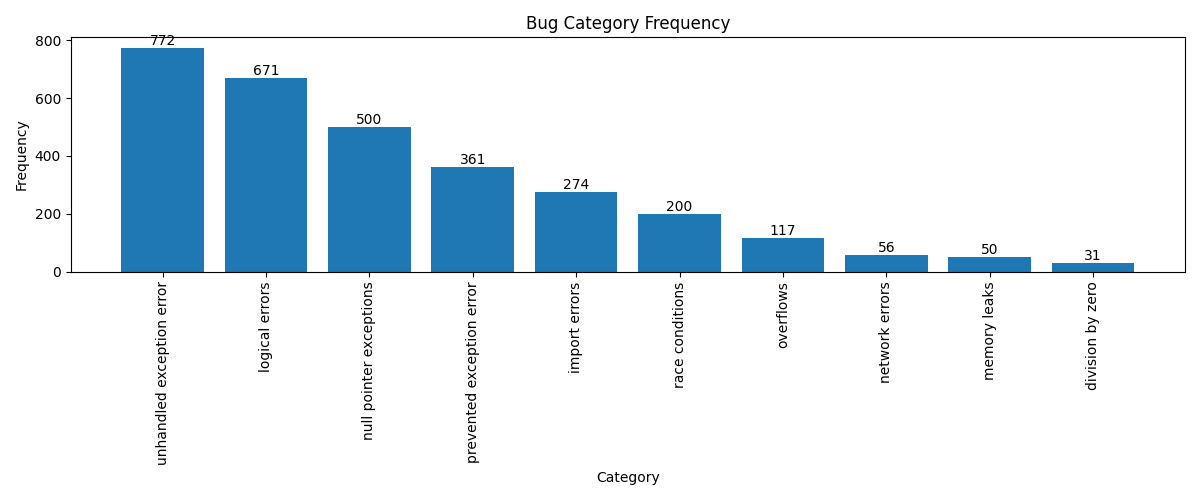 Bug Category Frequency
800
600
400
200
0
Frequency
772
671
500
361
274
200
117
56
50
31
unhandled exception error
logical errors
null pointer exceptions
prevented exception error
import errors
race conditions
overflows
network errors
memory leaks
division by zero
Category